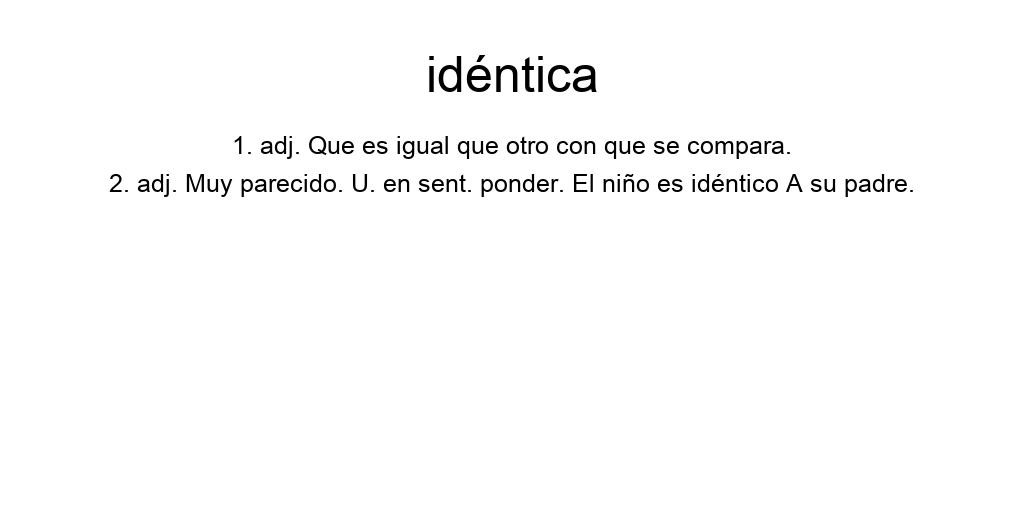 idéntica
1. adj. Que es igual que otro con que se compara.
2. adj. Muy parecido. U. en sent. ponder. El niño es idéntico A su padre.